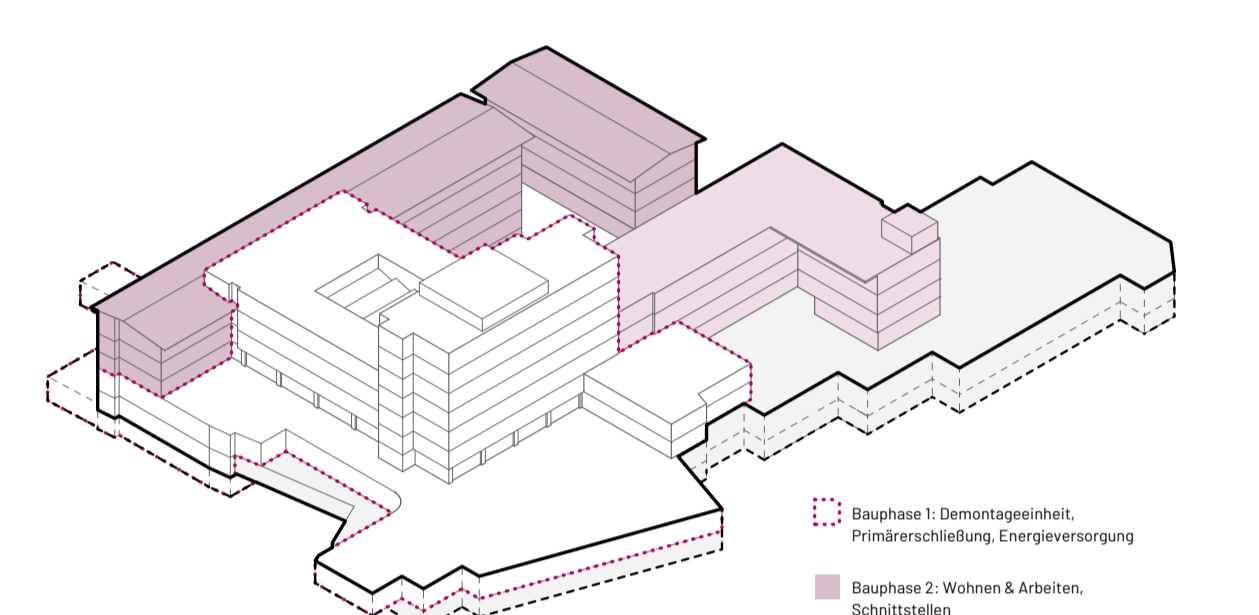 Bauphase 1: Demontageeinheit,
Primärerschließung, Energieversorgung
Bauphase 2: Wohnen & Arbeiten,
Schnittstellen